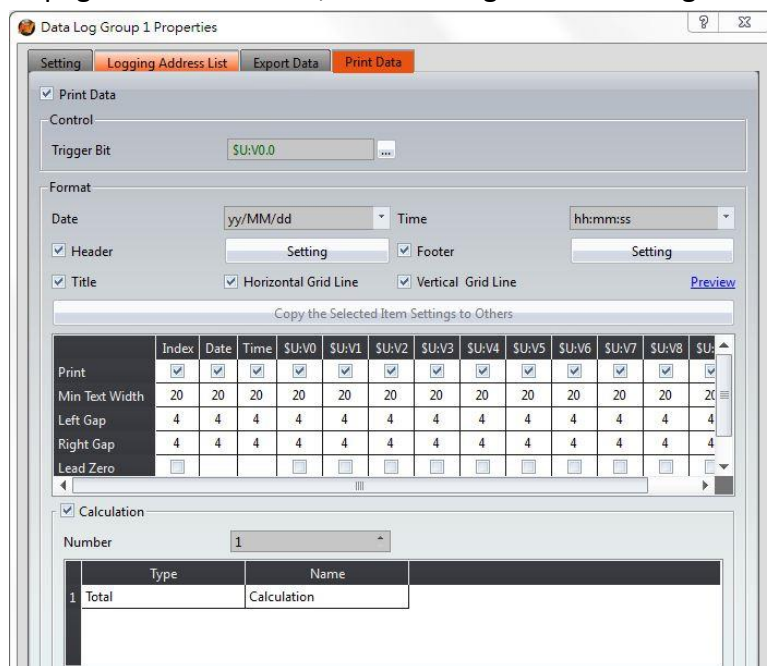 Data Log Group 1 Properties
Setting Logging Address List Export Data Print Data
Print Data
Control
Trigger Bit $U:V0.0 ...
Format
Date yy/MM/dd Time hh:mm:ss
Header Setting Footer Setting
Title Horizontal Grid Line Vertical Grid Line Preview
Copy the Selected Item Settings to Others
Index Date Time $U:V0 $U:V1 $U:V2 $U:V3 $U:V4 $U:V5 $U:V6 $U:V7 $U:V8 $U:
Print
Min Text Width 20 20 20 20 20 20 20 20 20 20 20 20 20
Left Gap 4 4 4 4 4 4 4 4 4 4 4 4 4
Right Gap 4 4 4 4 4 4 4 4 4 4 4 4 4
Lead Zero
Calculation
Number 1
Type Name
1 Total Calculation